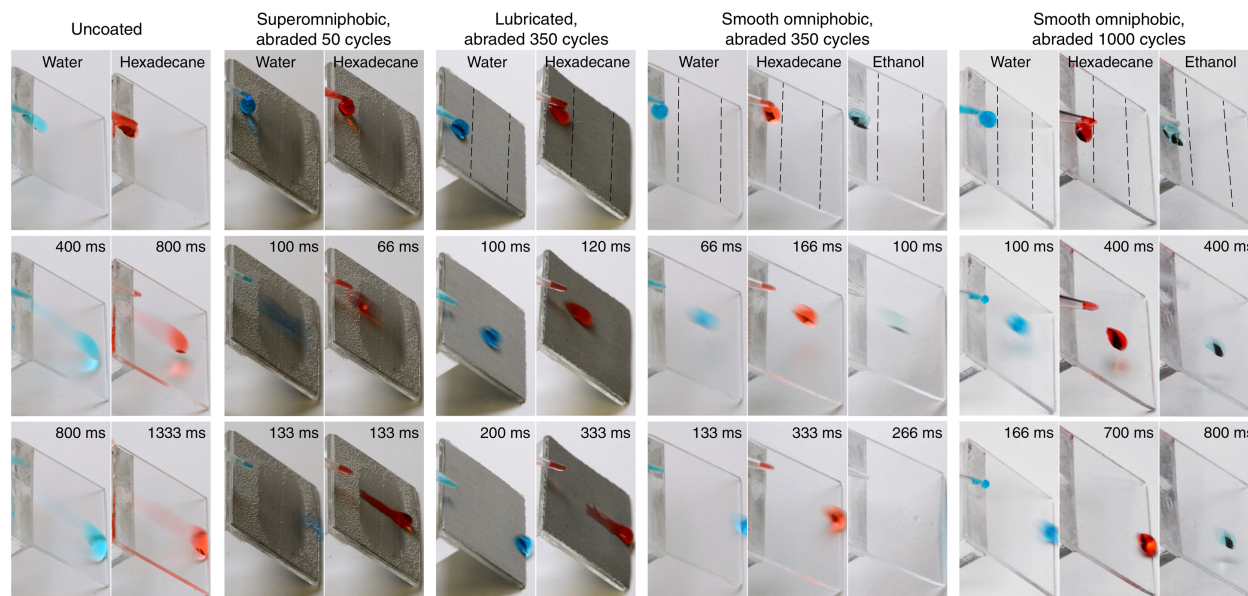 Uncoated
Superomniphobic,
abraded 50 cycles
Lubricated,
abraded 350 cycles
Smooth omniphobic,
abraded 350 cycles
Smooth omniphobic,
abraded 1000 cycles
Water Hexadecane Water Hexadecane Water Hexadecane Water Hexadecane Ethanol Water Hexadecane Ethanol
400 ms 800 ms 100 ms 66 ms 100 ms 120 ms 66 ms 166 ms 100 ms 100 ms 400 ms 400 ms
800 ms 1333 ms 133 ms 133 ms 200 ms 333 ms 133 ms 333 ms 266 ms 166 ms 700 ms 800 ms